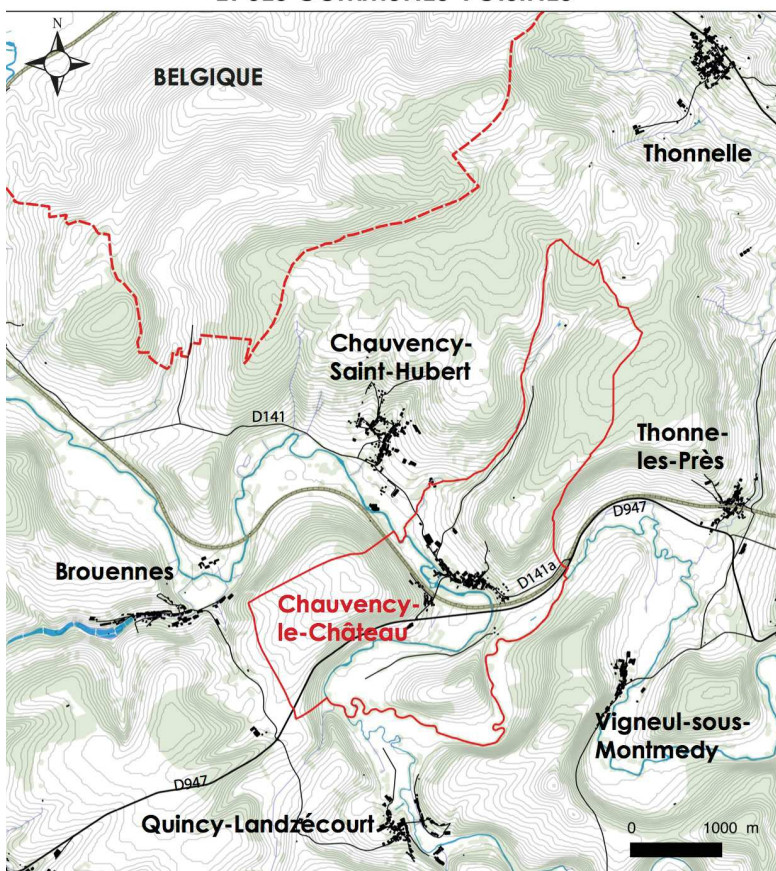 N
BELGIQUE
Thonnelle
Chauvency-
Saint-Hubert
D141
Thonne-
les-Près
D947
Brouennes
D141a
Chauvency-
le-Château
Vigneul-sous-
Montmedy
D947
Quincy-Landzécourt
0 1000 m